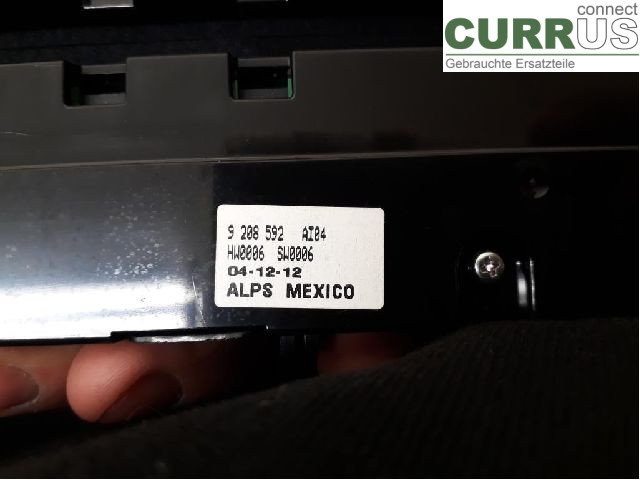 connect
CURRUS
Gebrauchte Ersatzteile
9 208 592 AI04
HW0006 SW0006
04-12-12
ALPS MEXICO